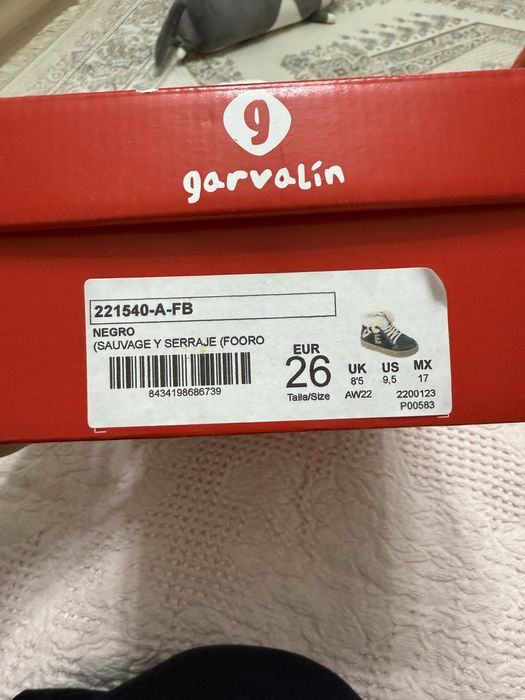 g
garvalín
221540-A-FB
NEGRO
(SAUVAGE Y SERRAJE (FOORO
8434198686739
EUR
26
Talla/Size
UK US MX
8'5 9,5 17
AW22 2200123
P00583